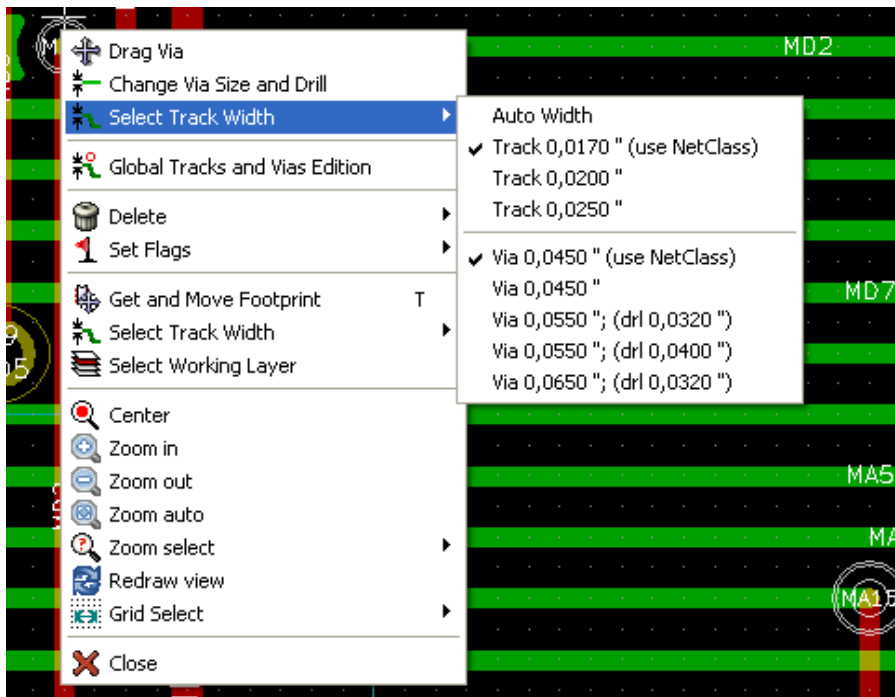 MD2
Drag Via
Change Via Size and Drill
Select Track Width
Auto Width
Track 0,0170 " (use NetClass)
Track 0,0200 "
Track 0,0250 "
Global Tracks and Vias Edition
Delete
Set Flags
Via 0,0450 " (use NetClass)
Via 0,0450 "
Via 0,0550 "; (drl 0,0320 ")
Via 0,0550 "; (drl 0,0400 ")
Via 0,0650 "; (drl 0,0320 ")
Get and Move Footprint T
Select Track Width
Select Working Layer
MD7
Center
Zoom in
Zoom out
Zoom auto
Zoom select
Redraw view
Grid Select
Close
MA5
MA
MA15